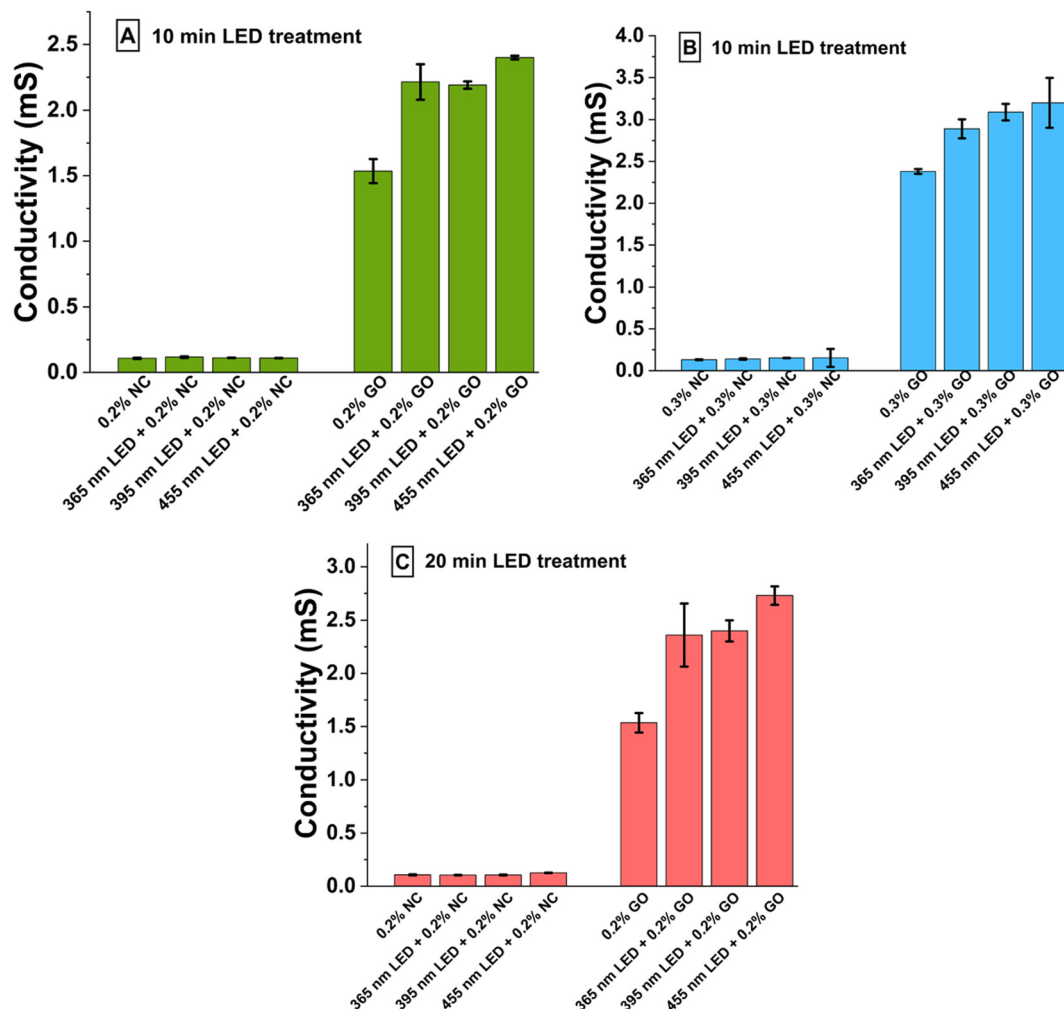 A 10 min LED treatment
Conductivity (mS)
2.5
2.0
1.5
1.0
0.5
0.0
0.2% NC
365 nm LED + 0.2% NC
395 nm LED + 0.2% NC
455 nm LED + 0.2% NC
0.2% GO
365 nm LED + 0.2% GO
395 nm LED + 0.2% GO
455 nm LED + 0.2% GO
B 10 min LED treatment
Conductivity (mS)
4.0
3.5
3.0
2.5
2.0
1.5
1.0
0.5
0.0
0.3% NC
365 nm LED + 0.3% NC
395 nm LED + 0.3% NC
455 nm LED + 0.3% NC
0.3% GO
365 nm LED + 0.3% GO
395 nm LED + 0.3% GO
455 nm LED + 0.3% GO
C 20 min LED treatment
Conductivity (mS)
3.0
2.5
2.0
1.5
1.0
0.5
0.0
0.2% NC
365 nm LED + 0.2% NC
395 nm LED + 0.2% NC
455 nm LED + 0.2% NC
0.2% GO
365 nm LED + 0.2% GO
395 nm LED + 0.2% GO
455 nm LED + 0.2% GO